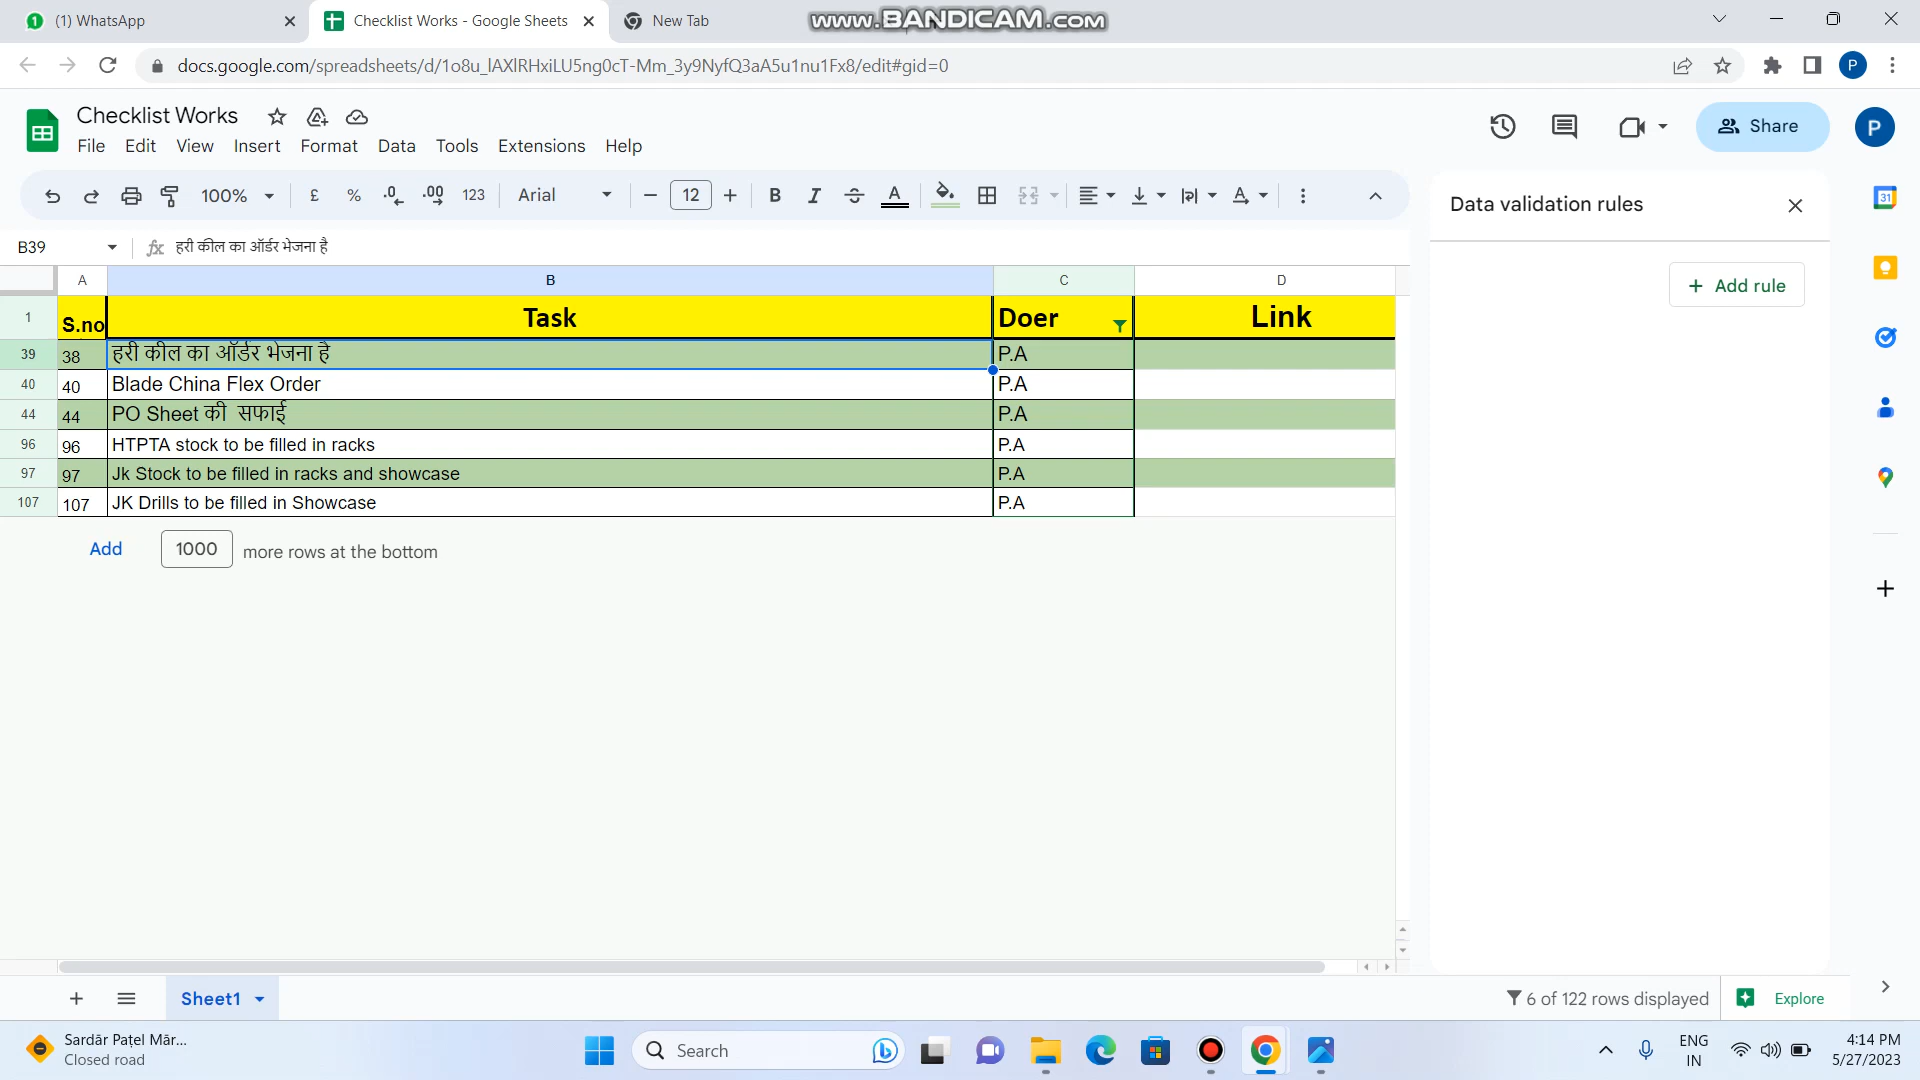 (1) WhatsApp
Checklist Works - Google Sheets
New Tab
www.BANDICAM.com
docs.google.com/spreadsheets/d/1o8u_lAXlRHxiLU5ng0cT-Mm_3y9NyfQ3aA5u1nu1Fx8/edit#gid=0
P
Checklist Works
File Edit View Insert Format Data Tools Extensions Help
Share
P
100% £ % .0 .00 123 Arial 12 B I A
Data validation rules
31
B39
fx हरी कील का ऑर्डर भेजना है
Add rule
A B C D
1 S.no Task Doer Link
39 38 हरी कील का ऑर्डर भेजना है P.A
40 40 Blade China Flex Order P.A
44 44 PO Sheet की सफाई P.A
96 96 HTPTA stock to be filled in racks P.A
97 97 Jk Stock to be filled in racks and showcase P.A
107 107 JK Drills to be filled in Showcase P.A
Add 1000 more rows at the bottom
Sheet1
6 of 122 rows displayed
Explore
Sardār Paṭel Mār...
Closed road
Search
ENG
IN
4:14 PM
5/27/2023